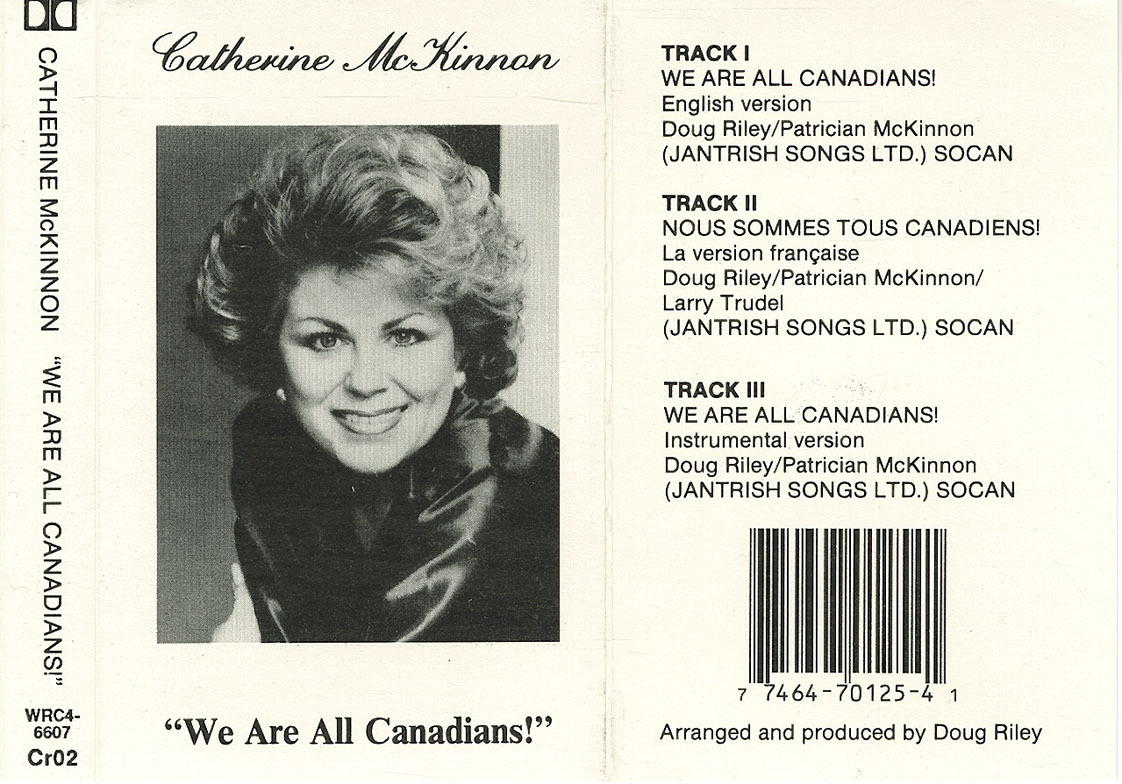 CATHERINE McKINNON "WE ARE ALL CANADIANS!"
WRC4-
6607
Cr02
Catherine McKinnon
"We Are All Canadians!"
TRACK I
WE ARE ALL CANADIANS!
English version
Doug Riley/Patrician McKinnon
(JANTRISH SONGS LTD.) SOCAN
TRACK II
NOUS SOMMES TOUS CANADIENS!
La version française
Doug Riley/Patrician McKinnon/
Larry Trudel
(JANTRISH SONGS LTD.) SOCAN
TRACK III
WE ARE ALL CANADIANS!
Instrumental version
Doug Riley/Patrician McKinnon
(JANTRISH SONGS LTD.) SOCAN
7 7464-70125-4 1
Arranged and produced by Doug Riley